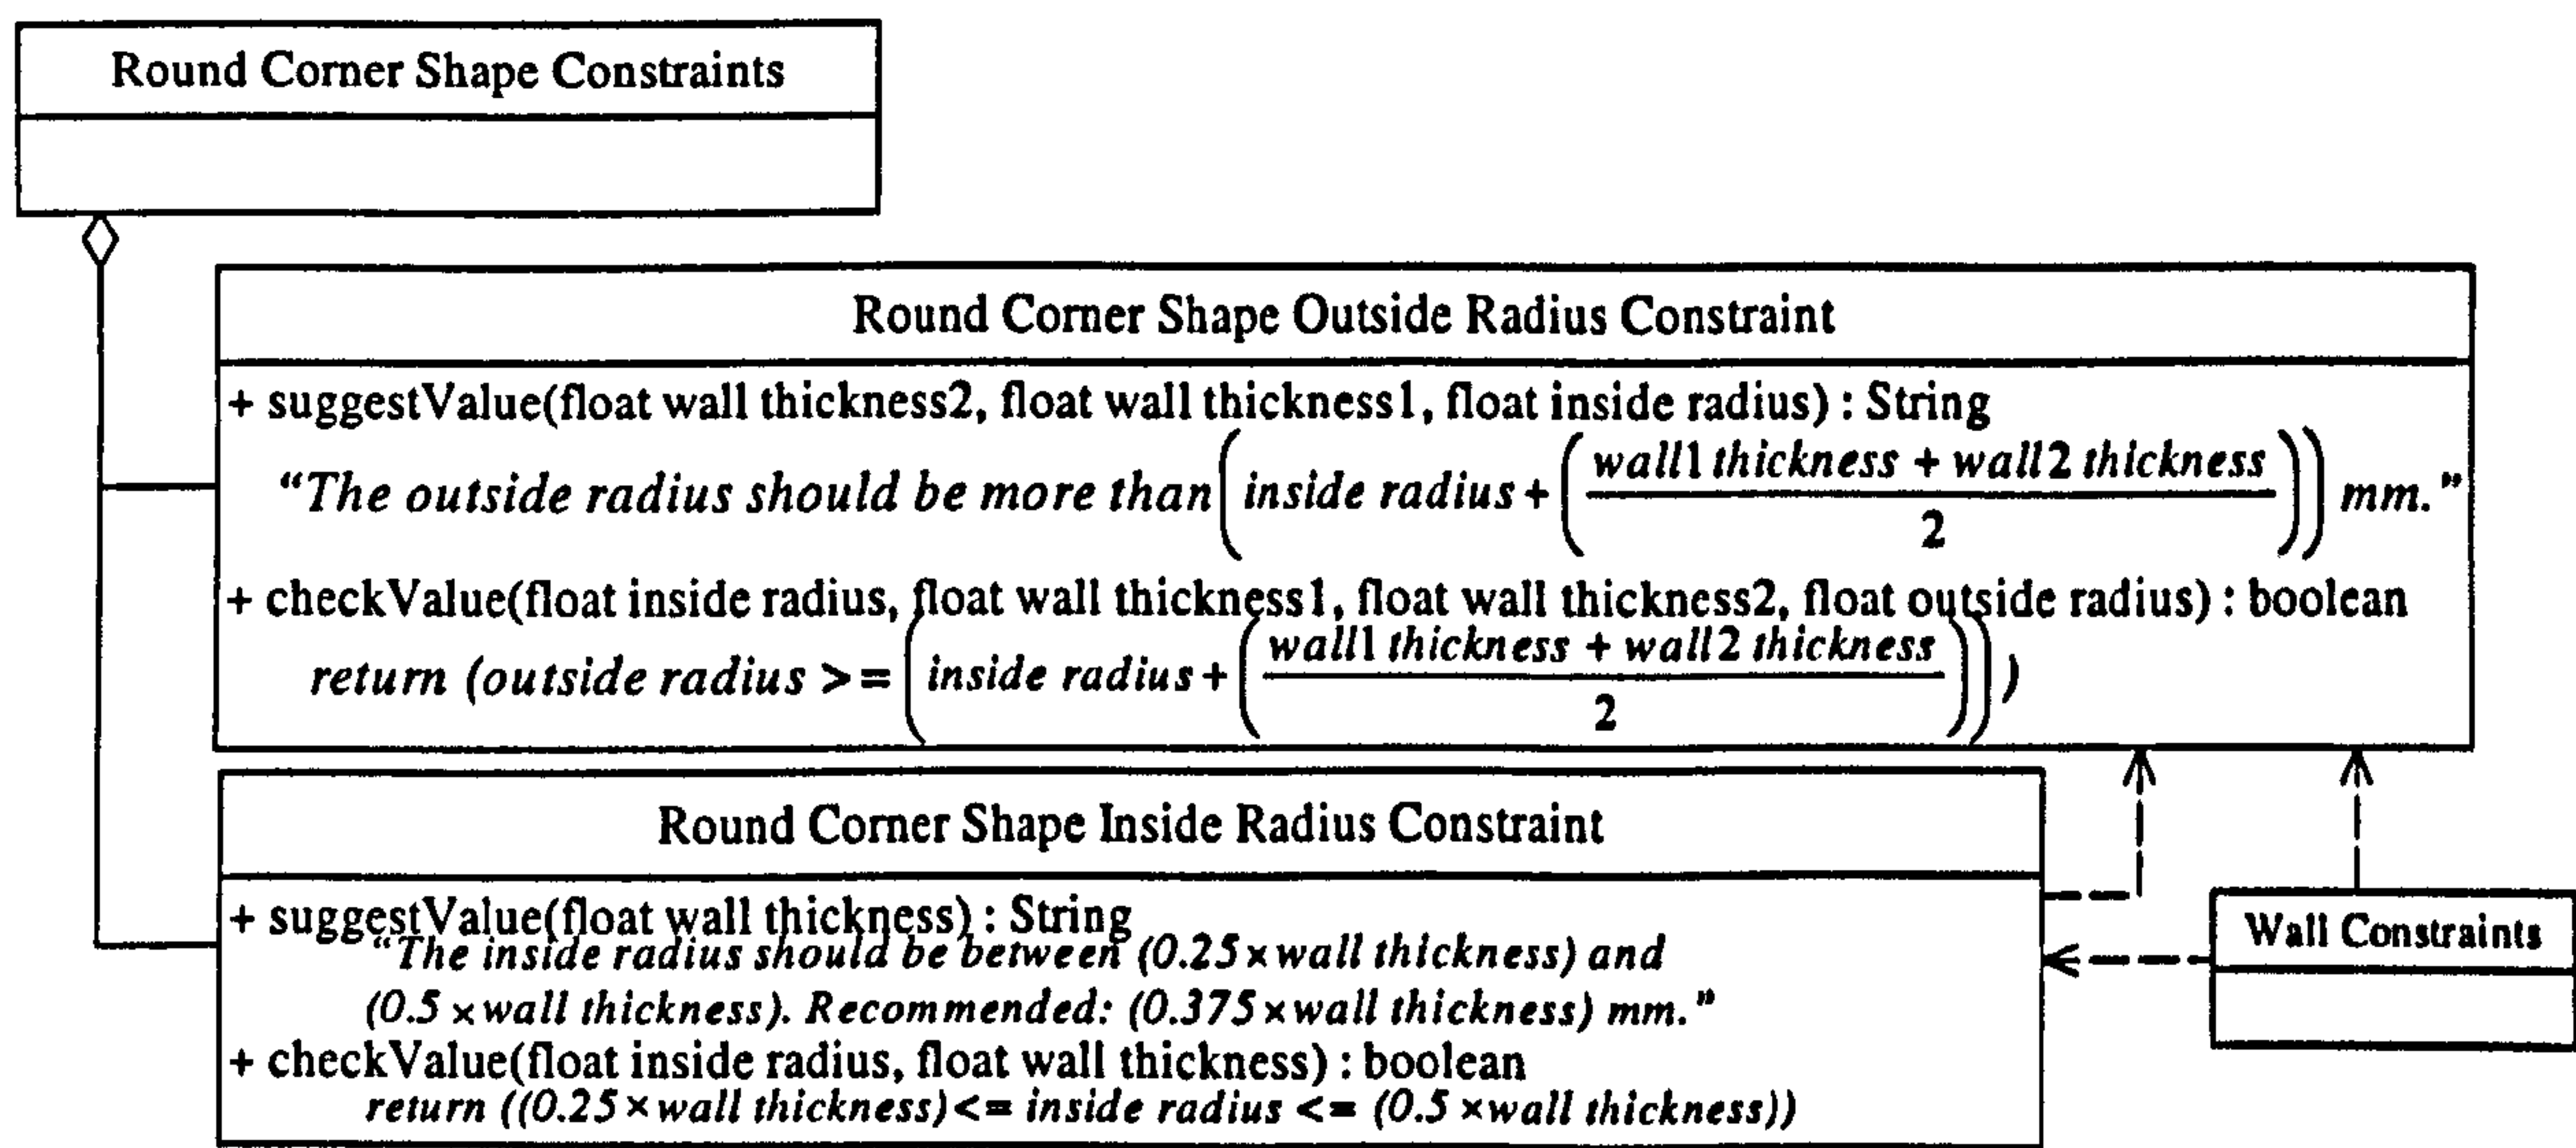 Round Corner Shape Constraints
Round Corner Shape Outside Radius Constraint
+ suggestValue(float wall thickness2, float wall thickness1, float inside radius) : String
“The outside radius should be more than ( inside radius + ( wall1 thickness + wall2 thickness / 2 ) ) mm.”
+ checkValue(float inside radius, float wall thickness1, float wall thickness2, float outside radius) : boolean
return (outside radius >= ( inside radius + ( wall1 thickness + wall2 thickness / 2 ) ) )
Round Corner Shape Inside Radius Constraint
+ suggestValue(float wall thickness) : String
“The inside radius should be between (0.25×wall thickness) and
(0.5 ×wall thickness). Recommended: (0.375×wall thickness) mm.”
+ checkValue(float inside radius, float wall thickness) : boolean
return ((0.25×wall thickness)<= inside radius <= (0.5 ×wall thickness))
Wall Constraints